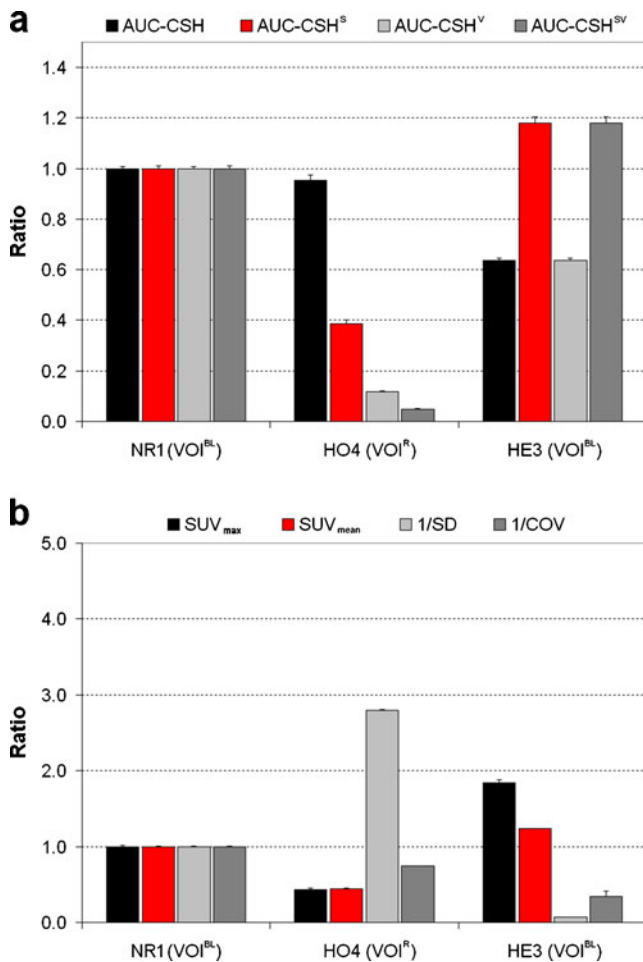 a
AUC-CSH AUC-CSHˢ AUC-CSHⱽ AUC-CSHˢⱽ
1.4
1.2
1.0
0.8
0.6
0.4
0.2
0.0
Ratio
NR1(VOIᴮᴸ) HO4 (VOIᴿ) HE3 (VOIᴮᴸ)
b
SUVmax SUVmean 1/SD 1/COV
5.0
4.0
3.0
2.0
1.0
0.0
Ratio
NR1(VOIᴮᴸ) HO4 (VOIᴿ) HE3 (VOIᴮᴸ)